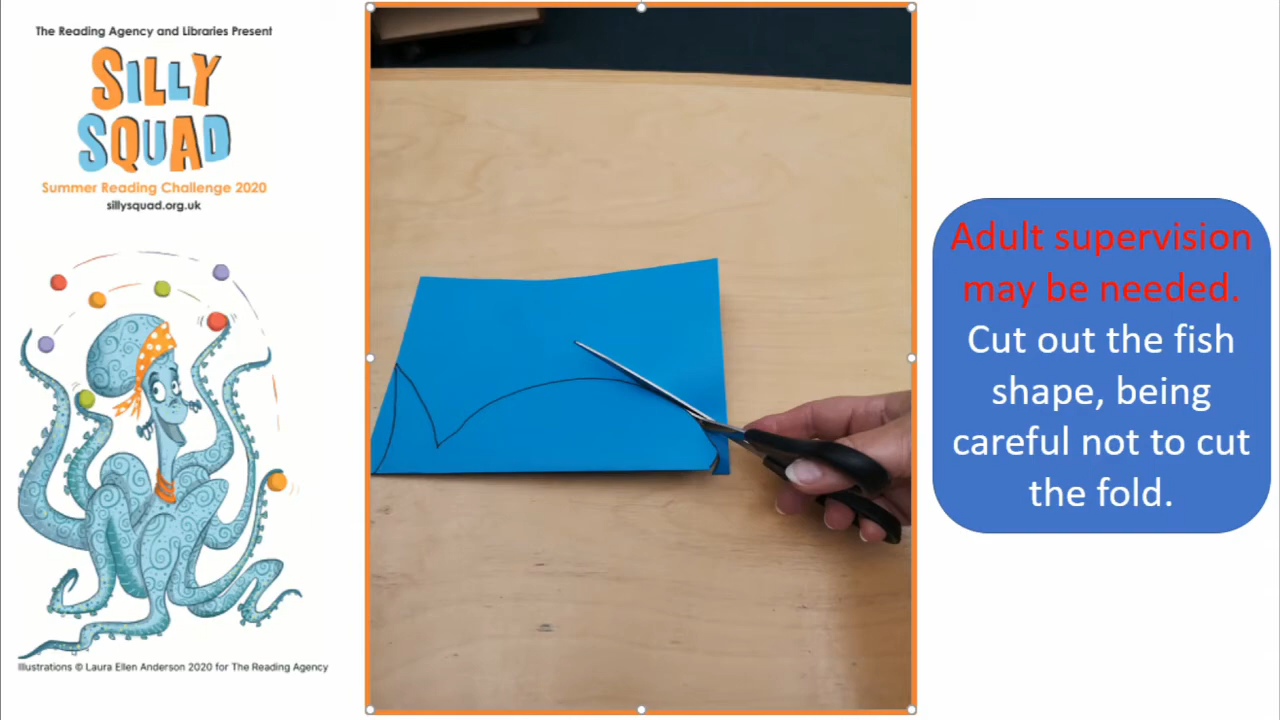 The Reading Agency and Libraries Present
SILLY
SQUAD
Summer Reading Challenge 2020
sillysquad.org.uk
Illustrations © Laura Ellen Anderson 2020 for The Reading Agency
Adult supervision
may be needed.
Cut out the fish
shape, being
careful not to cut
the fold.